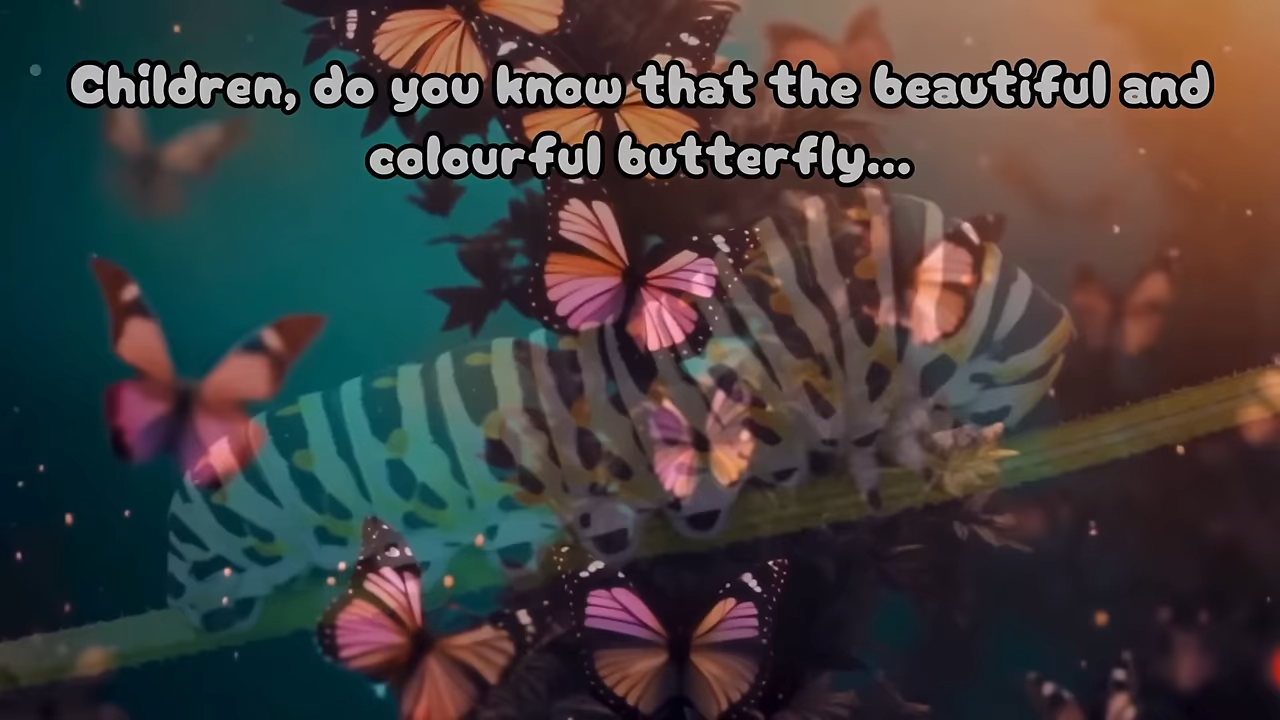 Children, do you know that the beautiful and
colourful butterfly...